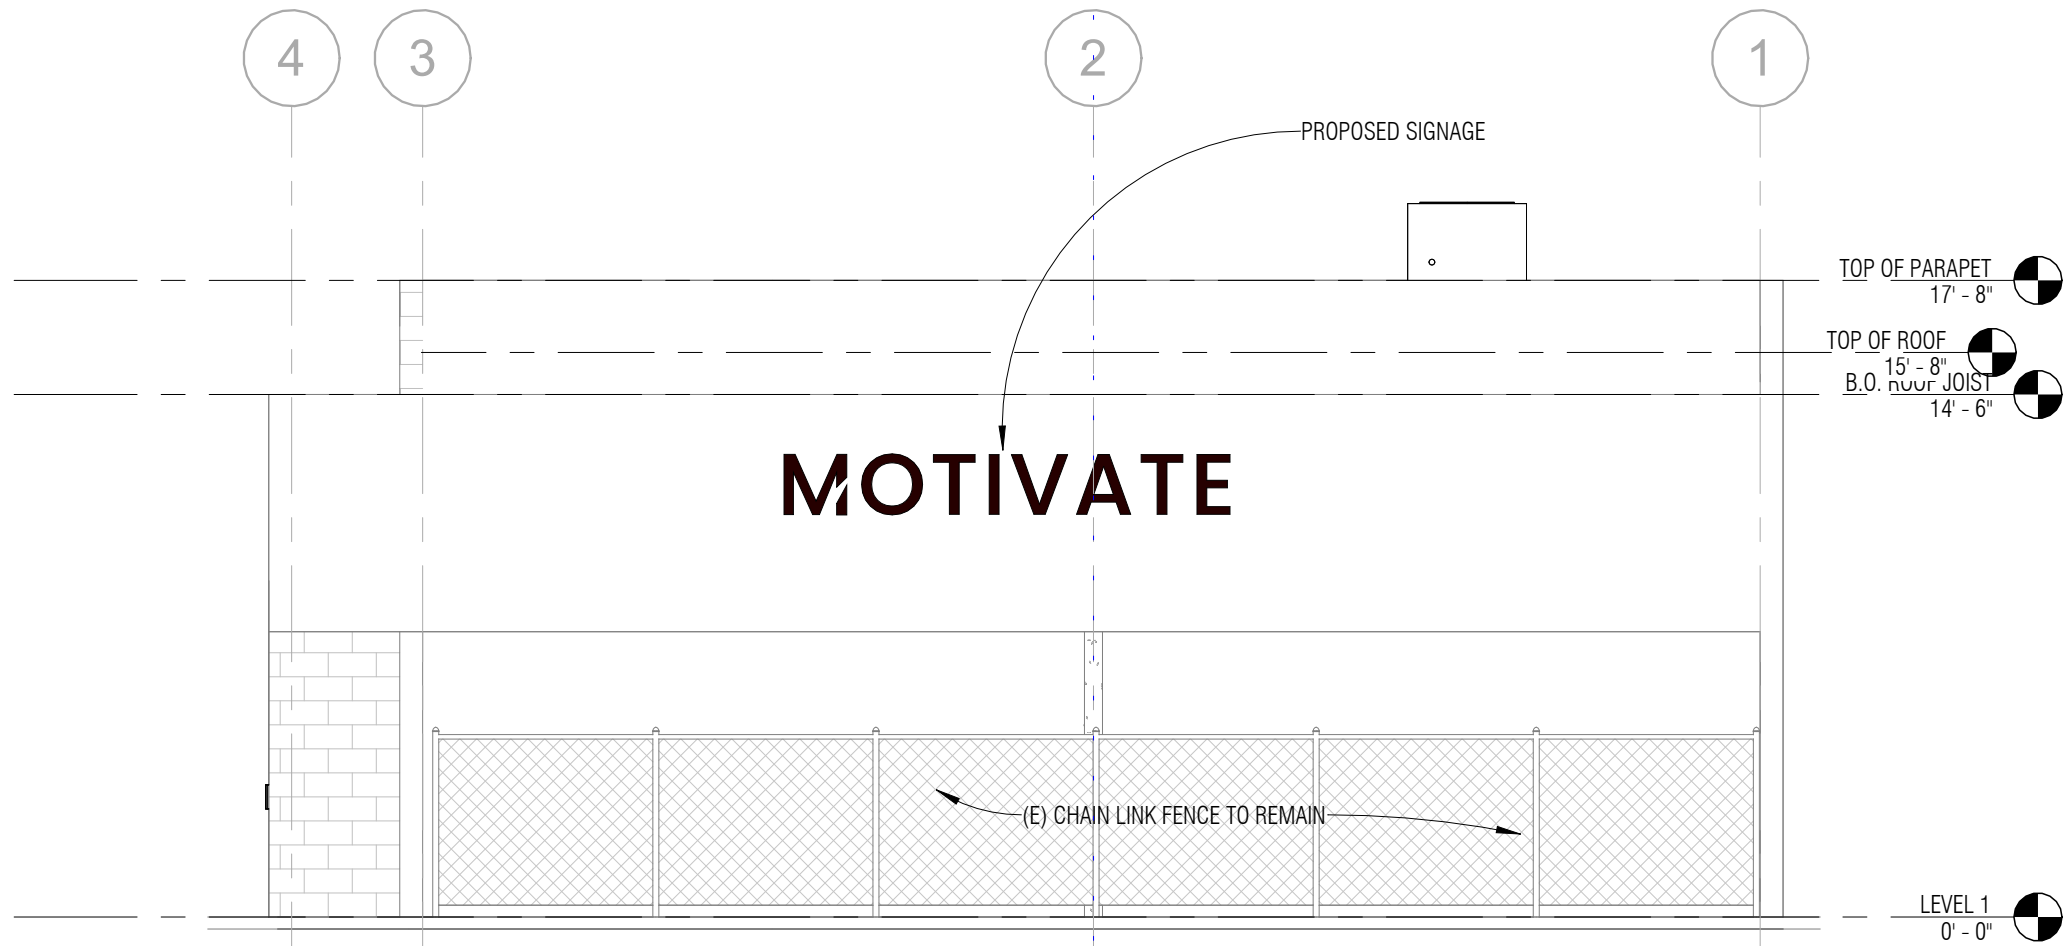 4
3
2
1
PROPOSED SIGNAGE
TOP OF PARAPET
17' - 8"
TOP OF ROOF
15' - 8"
B.O. ROOF JOIST
14' - 6"
MOTIVATE
(E) CHAIN LINK FENCE TO REMAIN
LEVEL 1
0' - 0"